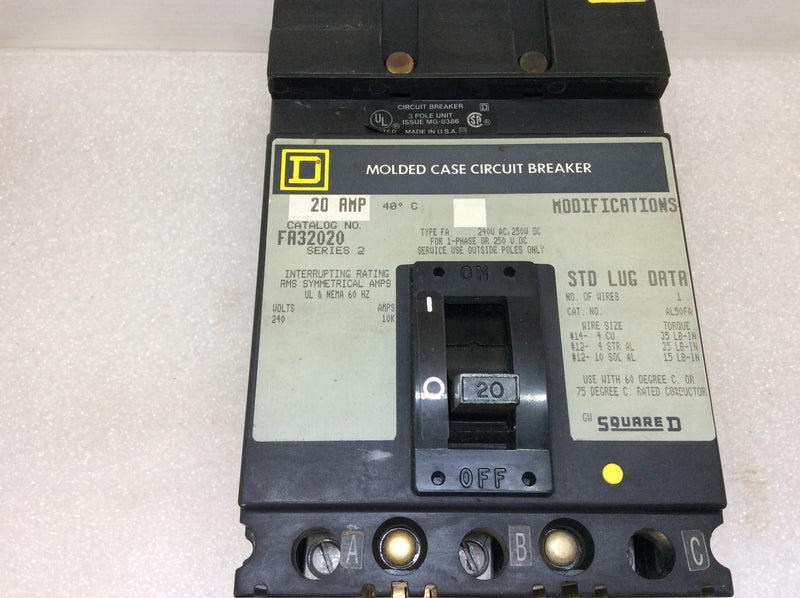 CIRCUIT BREAKER
3 POLE UNIT
ISSUE MG-8386
MADE IN U.S.A.
UL
SA
D
MOLDED CASE CIRCUIT BREAKER
20 AMP 40° C
MODIFICATIONS
CATALOG NO.
FA32020
SERIES 2
TYPE FA 240V AC, 250V DC
FOR 1-PHASE OR 250 V.DC
SERVICE USE OUTSIDE POLES ONLY
INTERRUPTING RATING
RMS SYMMETRICAL AMPS
UL & NEMA 60 HZ
VOLTS AMPS
240 10K
ON
20
OFF
STD LUG DATA
NO. OF WIRES 1
CAT. NO. AL50FA
WIRE SIZE TORQUE
#14- 4 CU 35 LB-IN
#12- 4 STR AL 35 LB-IN
#12- 10 SOL AL 15 LB-IN
USE WITH 60 DEGREE C. OR
75 DEGREE C. RATED CONDUCTOR
GW SQUARE D
A B C